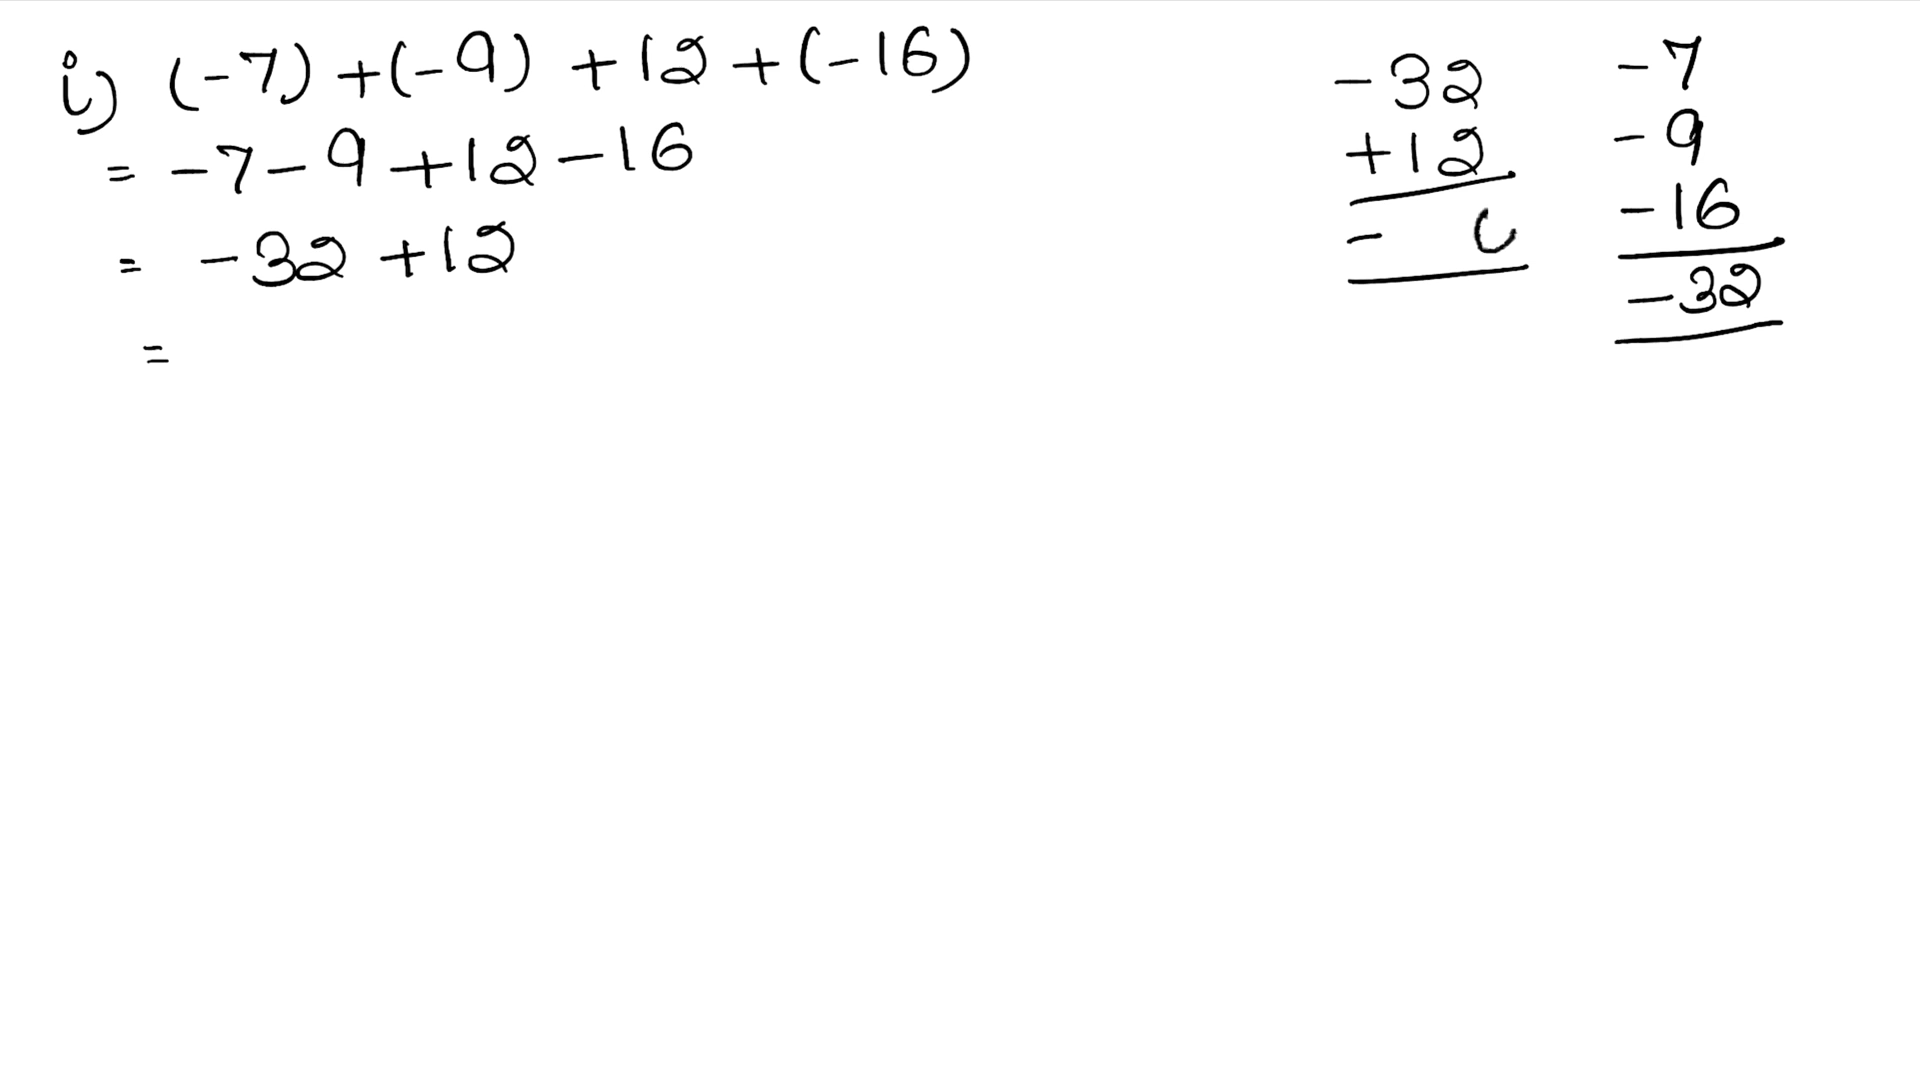 i) (-7) + (-9) + 12 + (-16)
= -7 - 9 + 12 - 16
= -32 + 12
=
-32
+12
-
-7
-9
-16
-32